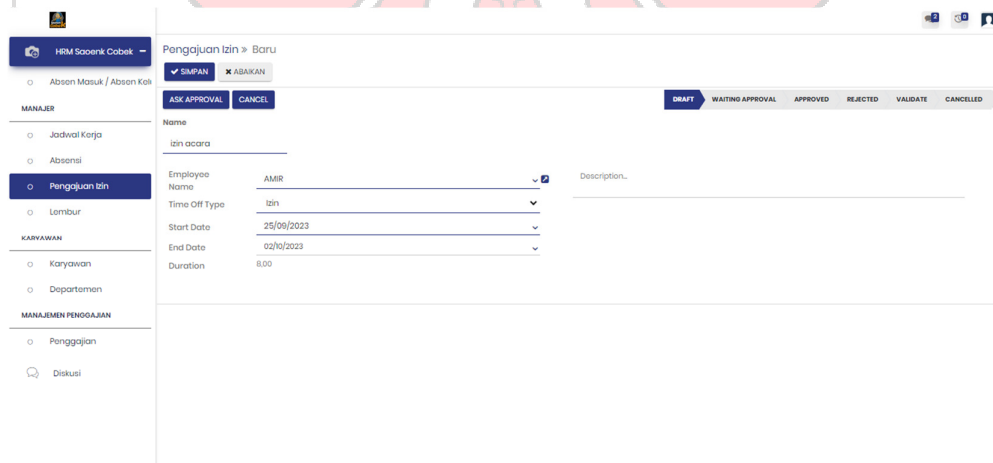 2
HRM Saoenk Cobek
Absen Masuk / Absen Kel
MANAJER
Jadwal Kerja
Absensi
Pengajuan Izin
Lembur
KARYAWAN
Karyawan
Departemen
MANAJEMEN PENGGAJIAN
Penggajian
Diskusi
Pengajuan Izin » Baru
SIMPAN ABAIKAN
ASK APPROVAL CANCEL
DRAFT WAITING APPROVAL APPROVED REJECTED VALIDATE CANCELLED
Name
izin acara
Employee Name AMIR
Time Off Type Izin
Start Date 25/09/2023
End Date 02/10/2023
Duration 8,00
Description...